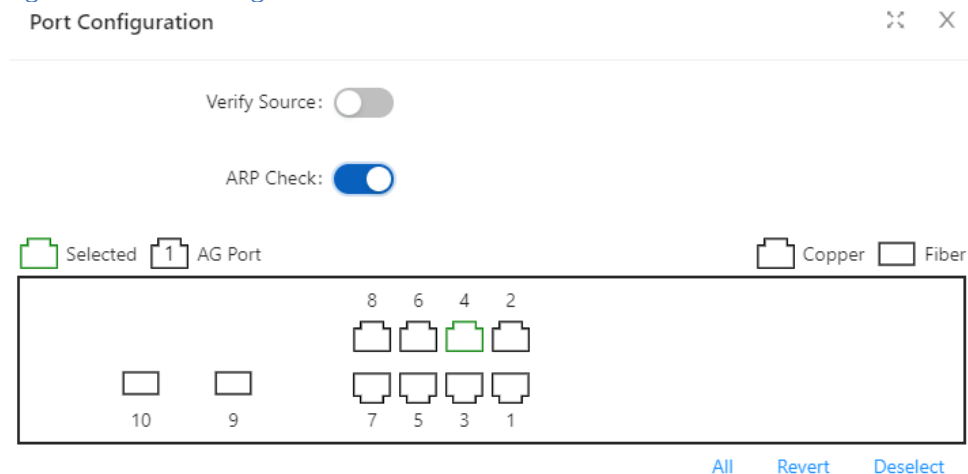 Port Configuration
Verify Source:
ARP Check:
Selected 1 AG Port Copper Fiber
8 6 4 2
10 9 7 5 3 1
All Revert Deselect